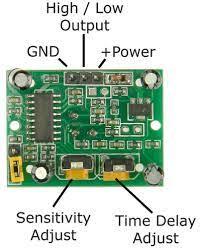 High / Low
Output
GND
+Power
Sensitivity
Adjust
Time Delay
Adjust